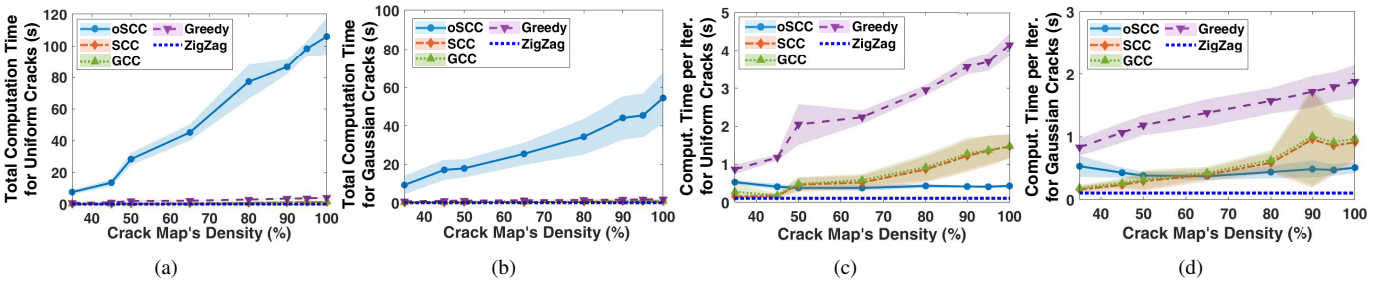 Total Computation Time
for Uniform Cracks (s)
120
100
80
60
40
20
0
oSCC
SCC
GCC
Greedy
ZigZag
40 50 60 70 80 90 100
Crack Map's Density (%)
(a)
Total Computation Time
for Gaussian Cracks (s)
100
80
60
40
20
0
oSCC
SCC
GCC
Greedy
ZigZag
40 50 60 70 80 90 100
Crack Map's Density (%)
(b)
Comput. Time per Iter.
for Uniform Cracks (s)
5
4
3
2
1
0
oSCC
SCC
GCC
Greedy
ZigZag
40 50 60 70 80 90 100
Crack Map's Density (%)
(c)
Comput. Time per Iter.
for Gaussian Cracks (s)
3
2
1
0
oSCC
SCC
GCC
Greedy
ZigZag
40 50 60 70 80 90 100
Crack Map's Density (%)
(d)